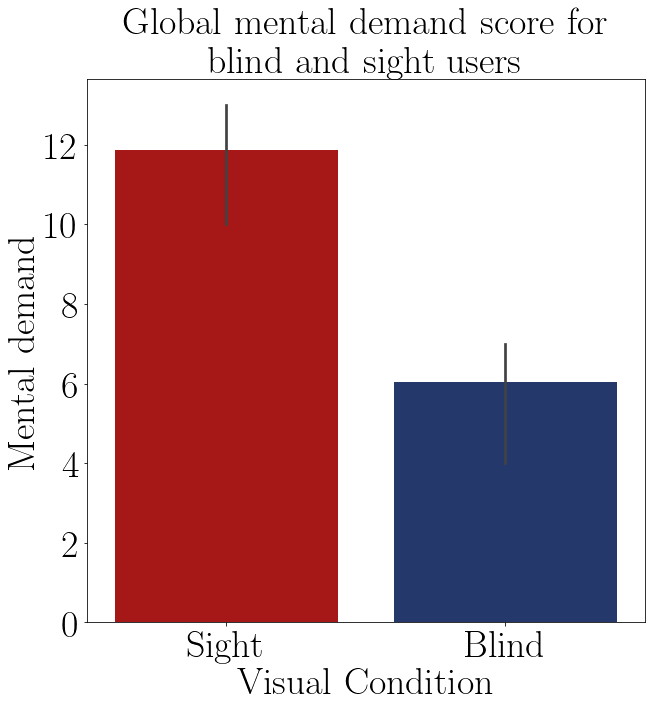 Global mental demand score for
blind and sight users
Mental demand
12
10
8
6
4
2
0
Sight
Blind
Visual Condition